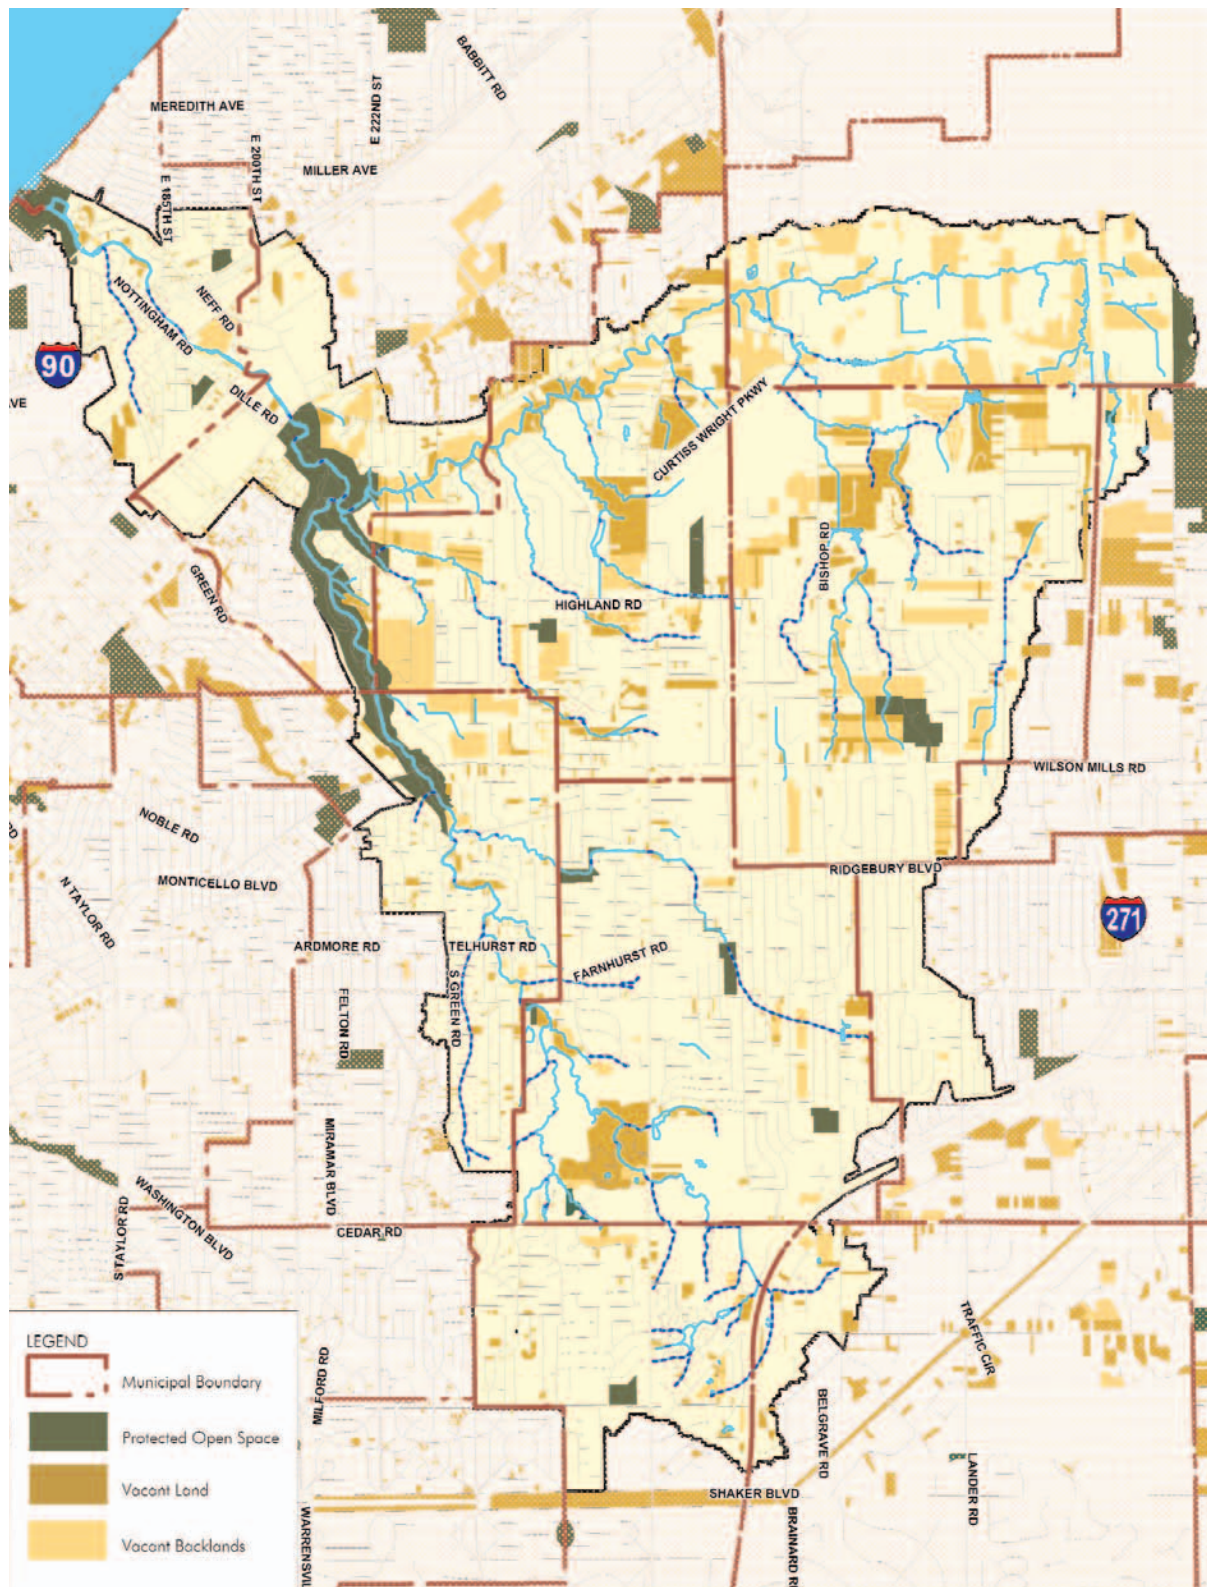 BABBITT RD
E 222ND ST
MEREDITH AVE
E 200TH ST
MILLER AVE
E 185TH ST
NEFF RD
NOTTINGHAM RD
90
DILLE RD
CURTISS WRIGHT PKWY
BISHOP RD
GREEN RD
HIGHLAND RD
WILSON MILLS RD
NOBLE RD
RIDGEBURY BLVD
MONTICELLO BLVD
N TAYLOR RD
271
ARDMORE RD
TELHURST RD
FARNHURST RD
S GREEN RD
FELTON RD
MIRAMAR BLVD
WASHINGTON BLVD
S TAYLOR RD
CEDAR RD
TRAFFIC CIR
MILFORD RD
BELGRAVE RD
LANDER RD
SHAKER BLVD
BRAINARD
LEGEND
Municipal Boundary
Protected Open Space
Vacant Land
Vacant Backlands